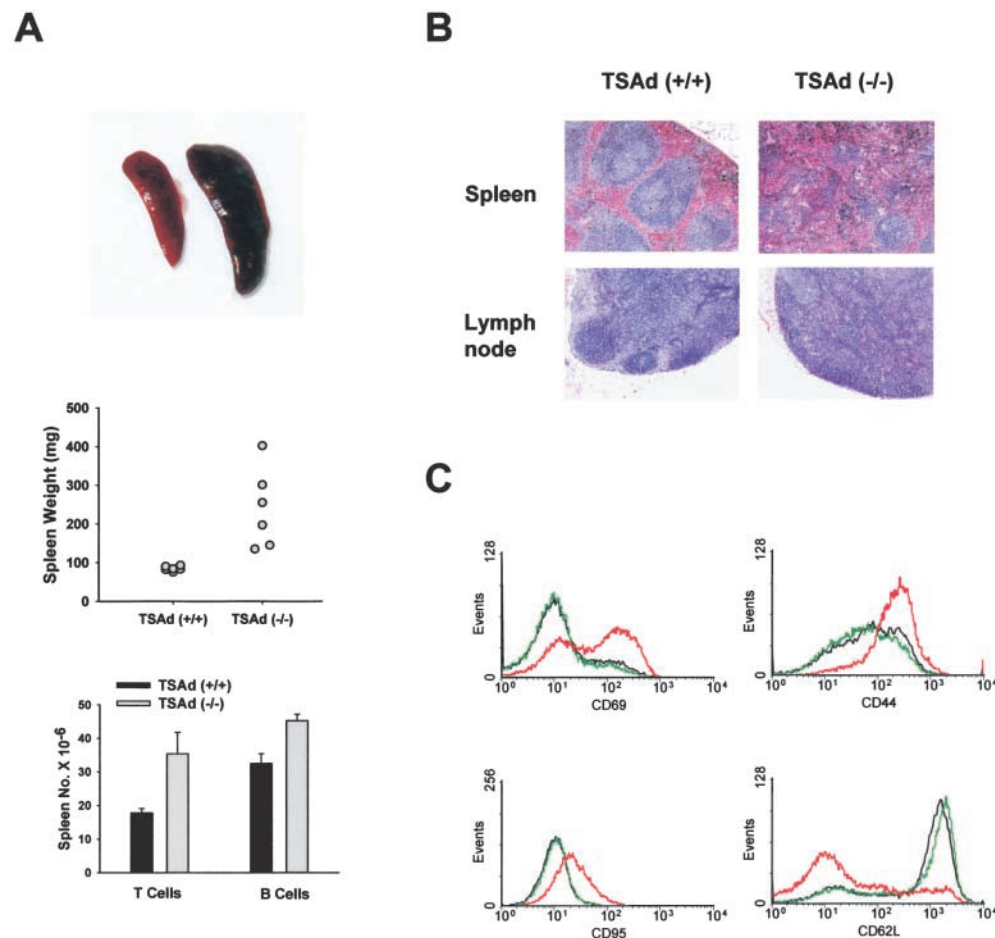 A
500
400
300
200
100
0
Spleen Weight (mg)
TSAd (+/+) TSAd (-/-)
TSAd (+/+)
TSAd (-/-)
50
40
30
20
10
0
Spleen No. X 10-6
T Cells B Cells
B
TSAd (+/+) TSAd (-/-)
Spleen
Lymph
node
C
128
Events
0
10⁰ 10¹ 10² 10³ 10⁴
CD69
128
Events
0
10⁰ 10¹ 10² 10³ 10⁴
CD44
256
Events
0
10⁰ 10¹ 10² 10³ 10⁴
CD95
128
Events
0
10⁰ 10¹ 10² 10³ 10⁴
CD62L